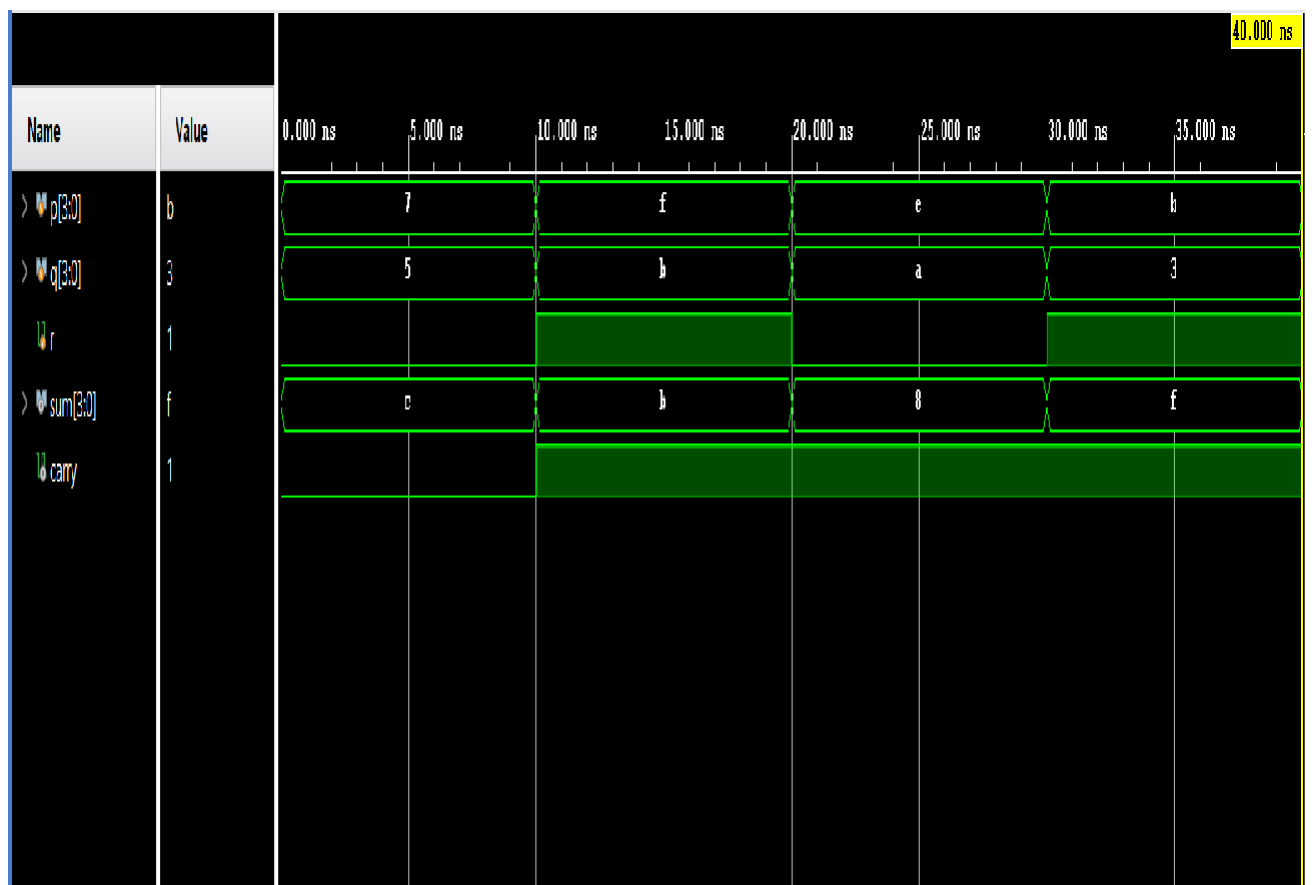 40.000 ns
Name Value 0.000 ns 5.000 ns 10.000 ns 15.000 ns 20.000 ns 25.000 ns 30.000 ns 35.000 ns
p[3:0] b 7 f e b
q[3:0] 3 5 b a 3
r 1
sum[3:0] f c b 8 f
carry 1